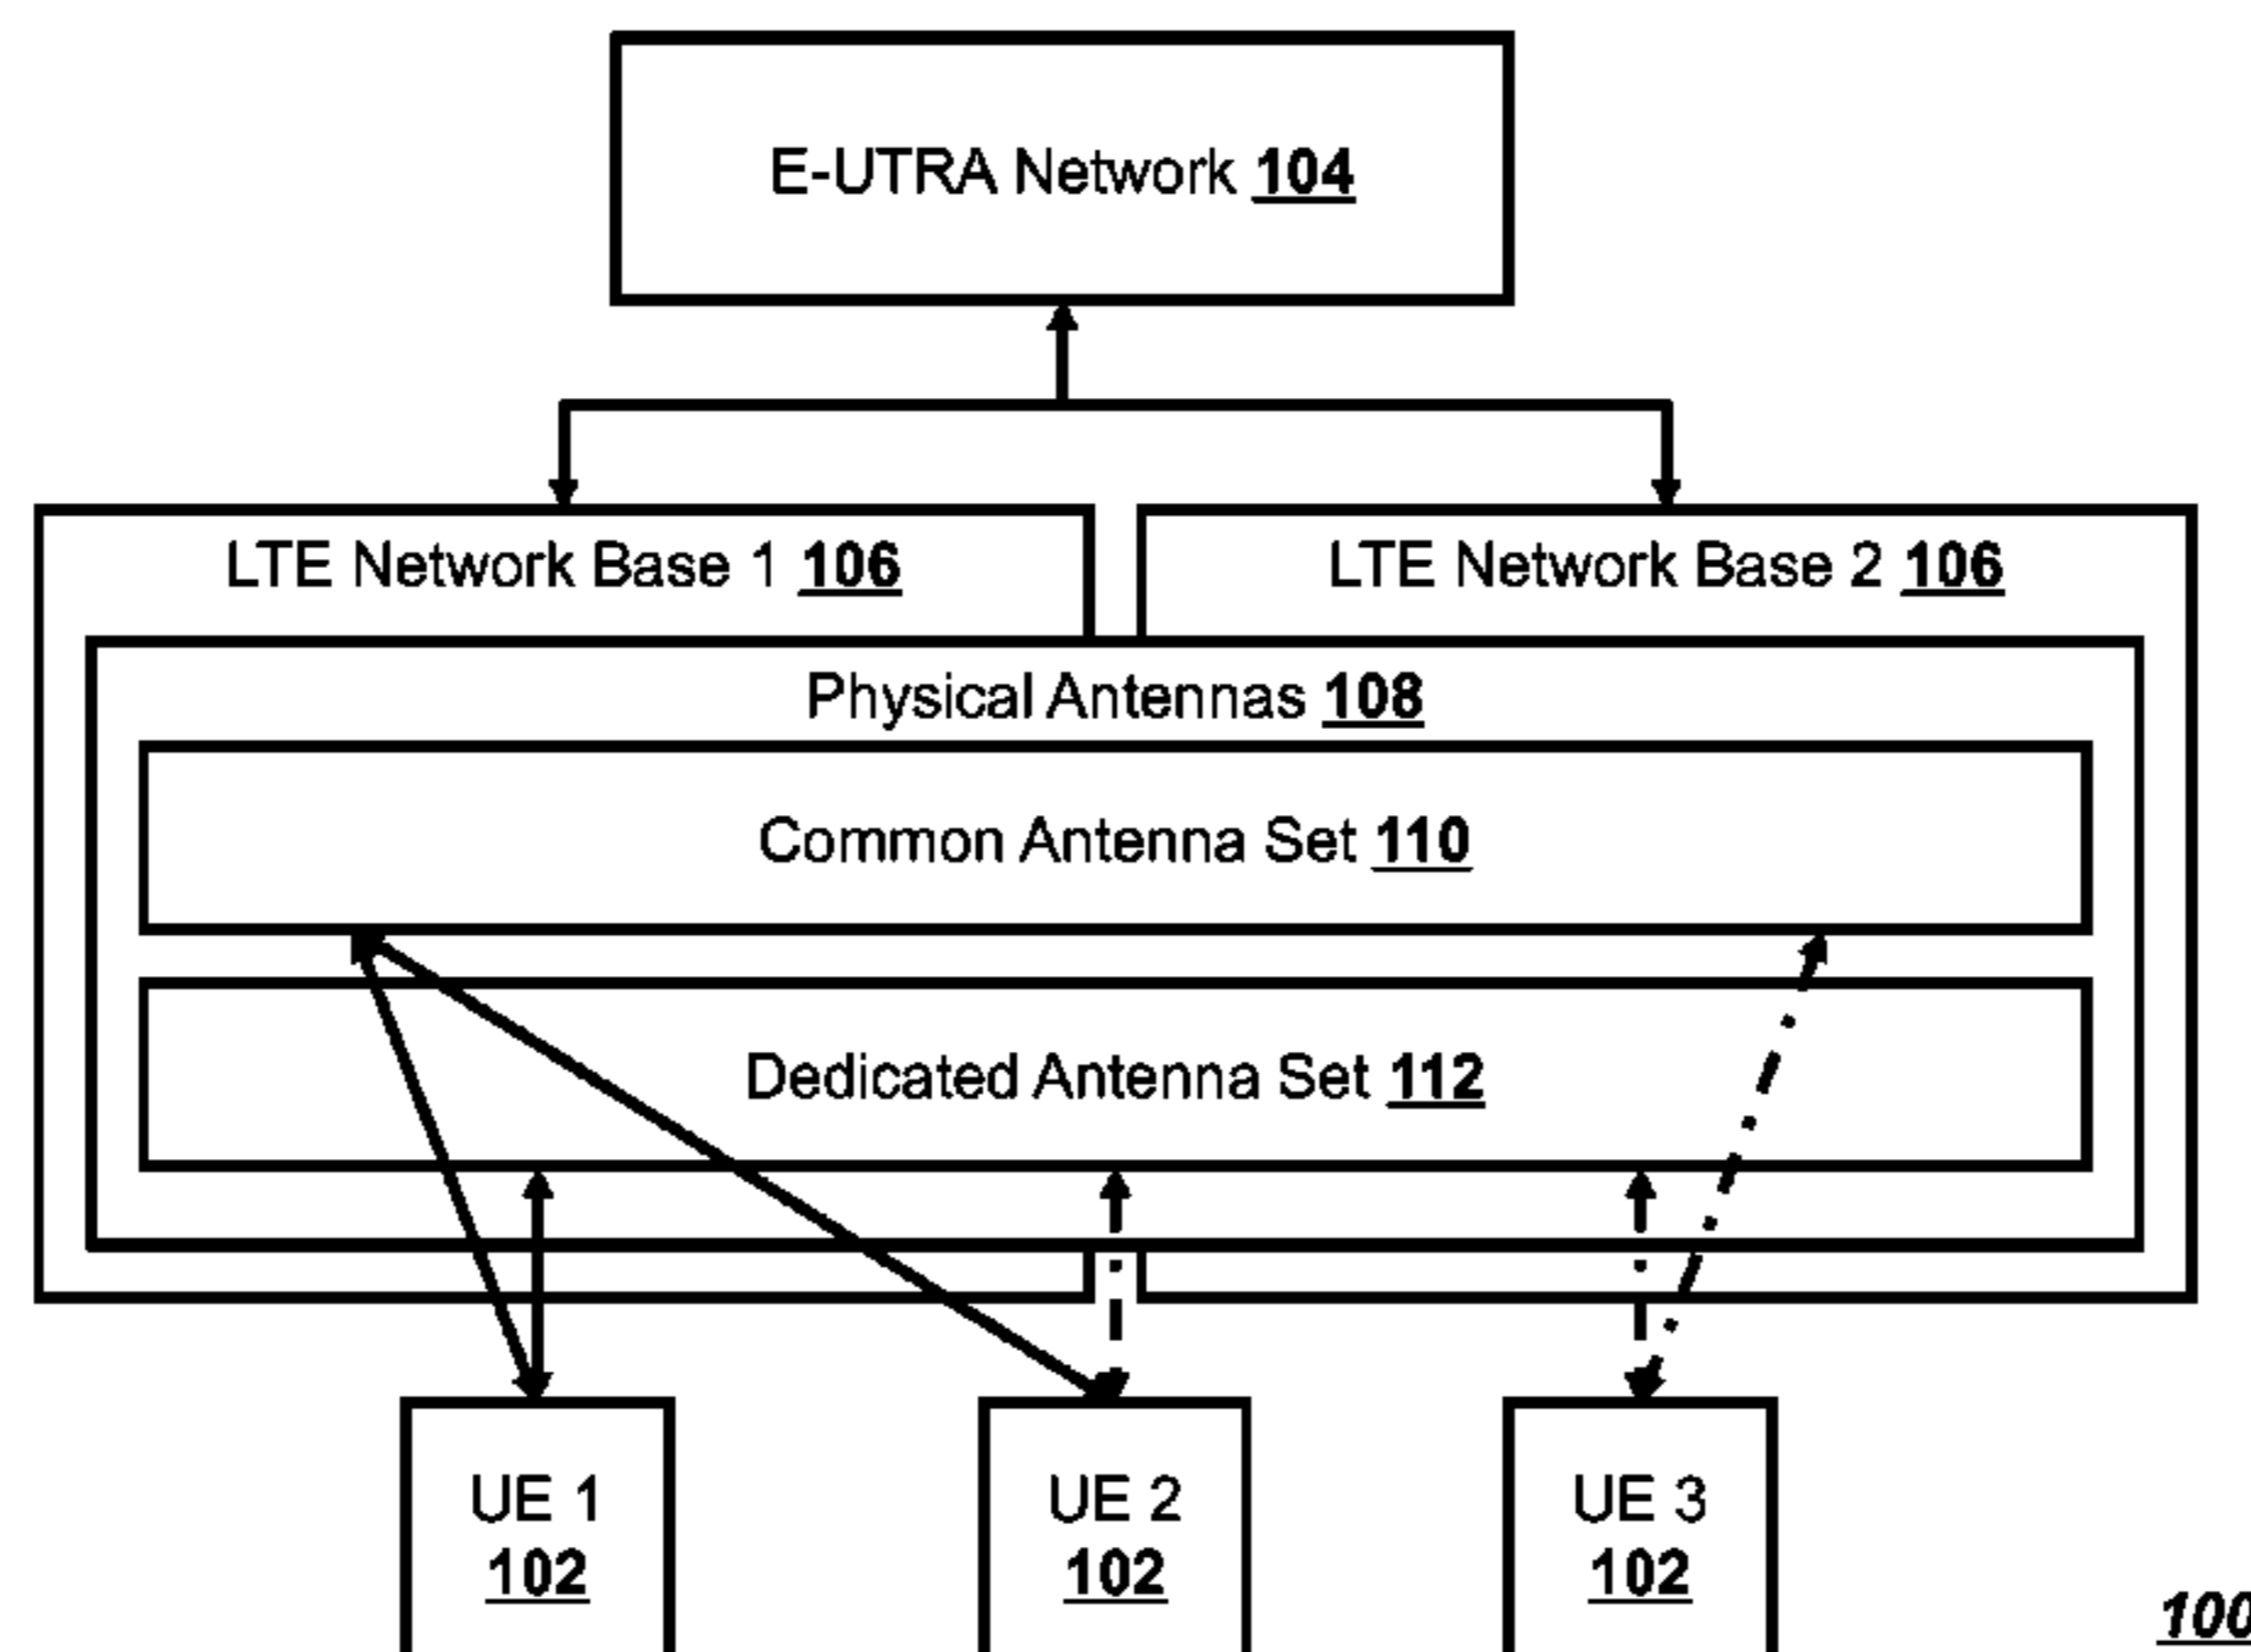 E-UTRA Network 104
LTE Network Base 1 106
LTE Network Base 2 106
Physical Antennas 108
Common Antenna Set 110
Dedicated Antenna Set 112
UE 1
102
UE 2
102
UE 3
102
100